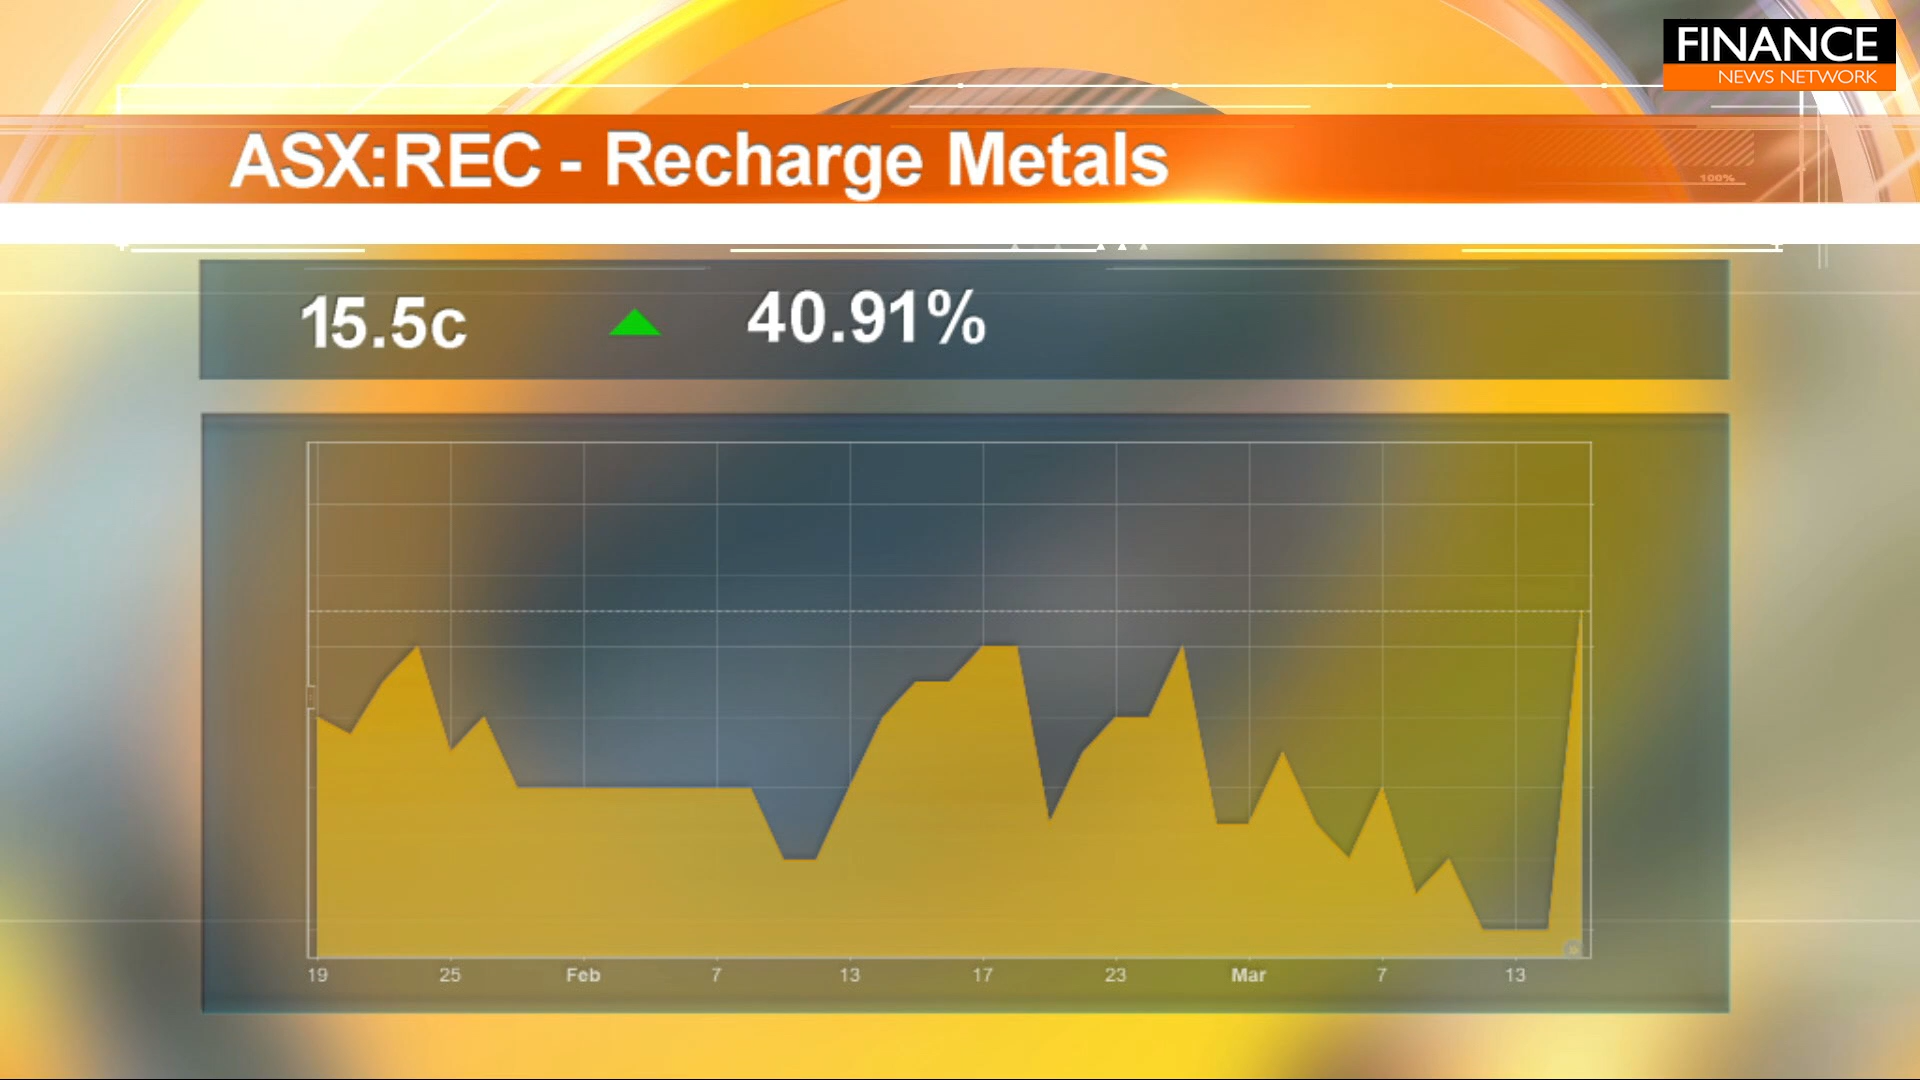 FINANCE
NEWS NETWORK
ASX:REC - Recharge Metals
100%
15.5c
40.91%
19 25 Feb 7 13 17 23 Mar 7 13